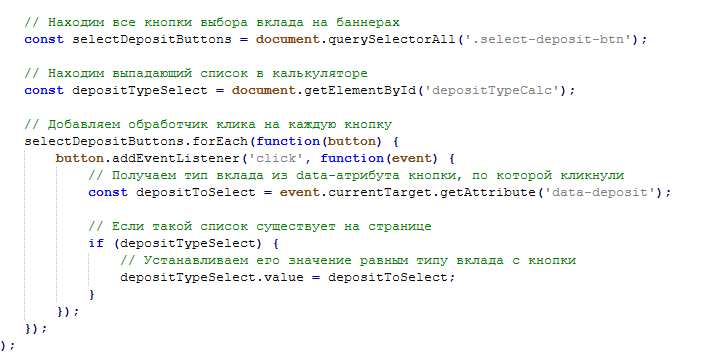 // Находим все кнопки выбора вклада на баннерах
const selectDepositButtons = document.querySelectorAll('.select-deposit-btn');
// Находим выпадающий список в калькуляторе
const depositTypeSelect = document.getElementById('depositTypeCalc');
// Добавляем обработчик клика на каждую кнопку
selectDepositButtons.forEach(function(button) {
button.addEventListener('click', function(event) {
// Получаем тип вклада из data-атрибута кнопки, по которой кликнули
const depositToSelect = event.currentTarget.getAttribute('data-deposit');
// Если такой список существует на странице
if (depositTypeSelect) {
// Устанавливаем его значение равным типу вклада с кнопки
depositTypeSelect.value = depositToSelect;
}
});
});
);